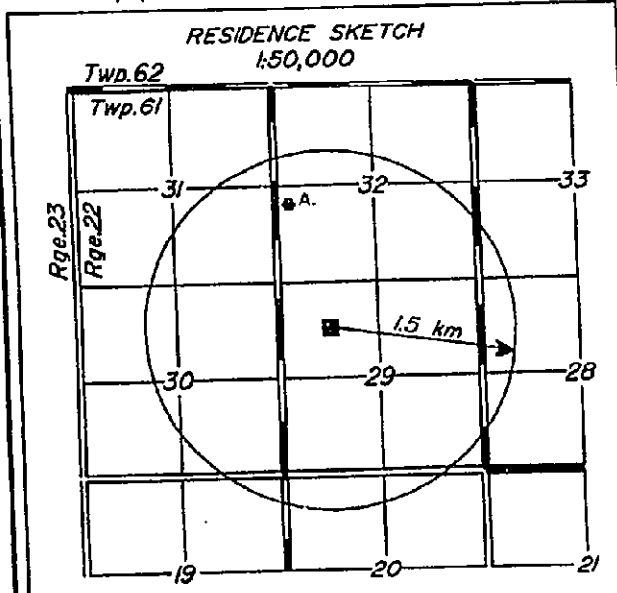 RESIDENCE SKETCH
1:50,000
Twp.62
Twp.61
31 32 33
A.
Rge.23
Rge.22
1.5 km
30 29 28
19 20 21